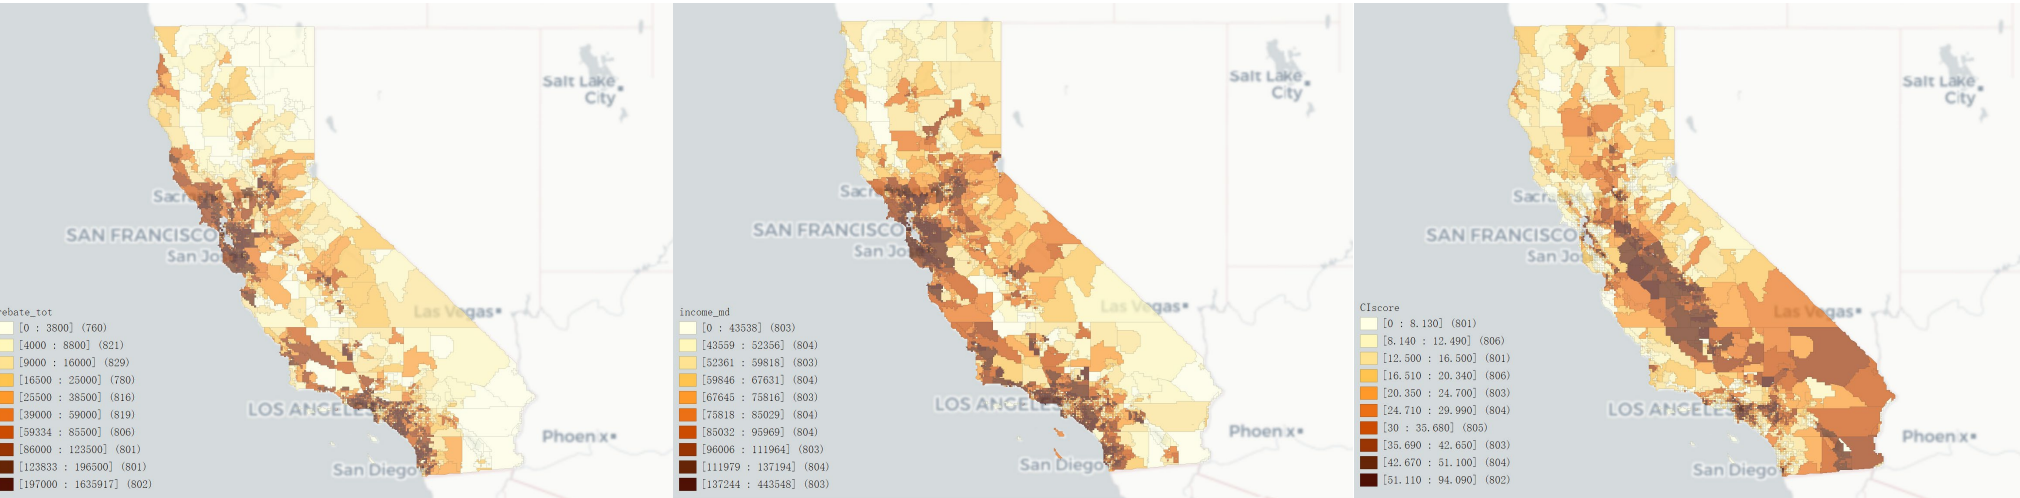 Salt Lake
City
Sacr
SAN FRANCISCO
San Jo
Las Vegas
LOS ANGELE
Phoenix
San Diego
ebate_tot
[0 : 3800] (760)
[4000 : 8800] (821)
[9000 : 16000] (829)
[16500 : 25000] (780)
[25500 : 38500] (816)
[39000 : 59000] (819)
[59334 : 85500] (806)
[86000 : 123500] (801)
[123833 : 196500] (801)
[197000 : 1635917] (802)
Salt Lake
City
Sacr
SAN FRANCISCO
San Jo
Las Vegas
LOS ANGELE
Phoenix
San Diego
income_md
[0 : 43538] (803)
[43559 : 52356] (804)
[52361 : 59818] (803)
[59846 : 67631] (804)
[67645 : 75816] (803)
[75818 : 85029] (804)
[85032 : 95969] (804)
[96006 : 111964] (803)
[111979 : 137194] (804)
[137244 : 443548] (803)
Salt Lake
City
Sacr
SAN FRANCISCO
San Jo
Las Vegas
LOS ANGELES
Phoenix
San Diego
CIscore
[0 : 8.130] (801)
[8.140 : 12.490] (806)
[12.500 : 16.500] (801)
[16.510 : 20.340] (806)
[20.350 : 24.700] (803)
[24.710 : 29.990] (804)
[30 : 35.680] (805)
[35.690 : 42.650] (803)
[42.670 : 51.100] (804)
[51.110 : 94.090] (802)